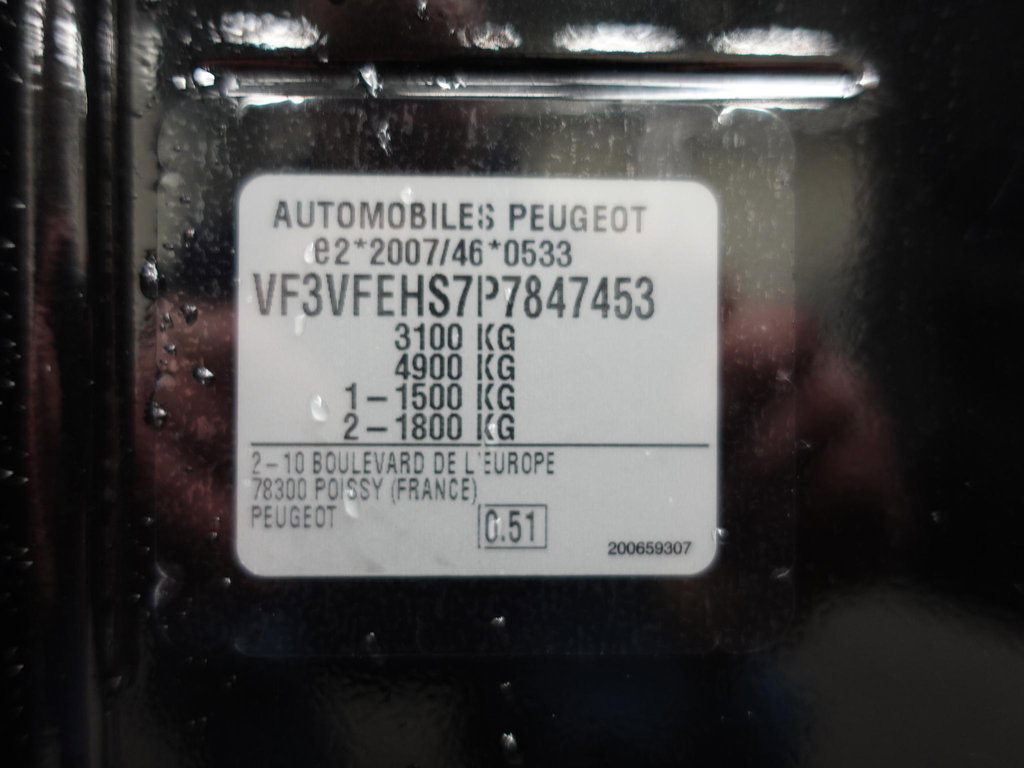 AUTOMOBILES PEUGEOT
e2*2007/46*0533
VF3VFEHS7P7847453
3100 KG
4900 KG
1-1500 KG
2-1800 KG
2-10 BOULEVARD DE L'EUROPE
78300 POISSY (FRANCE)
PEUGEOT
0.51
200659307